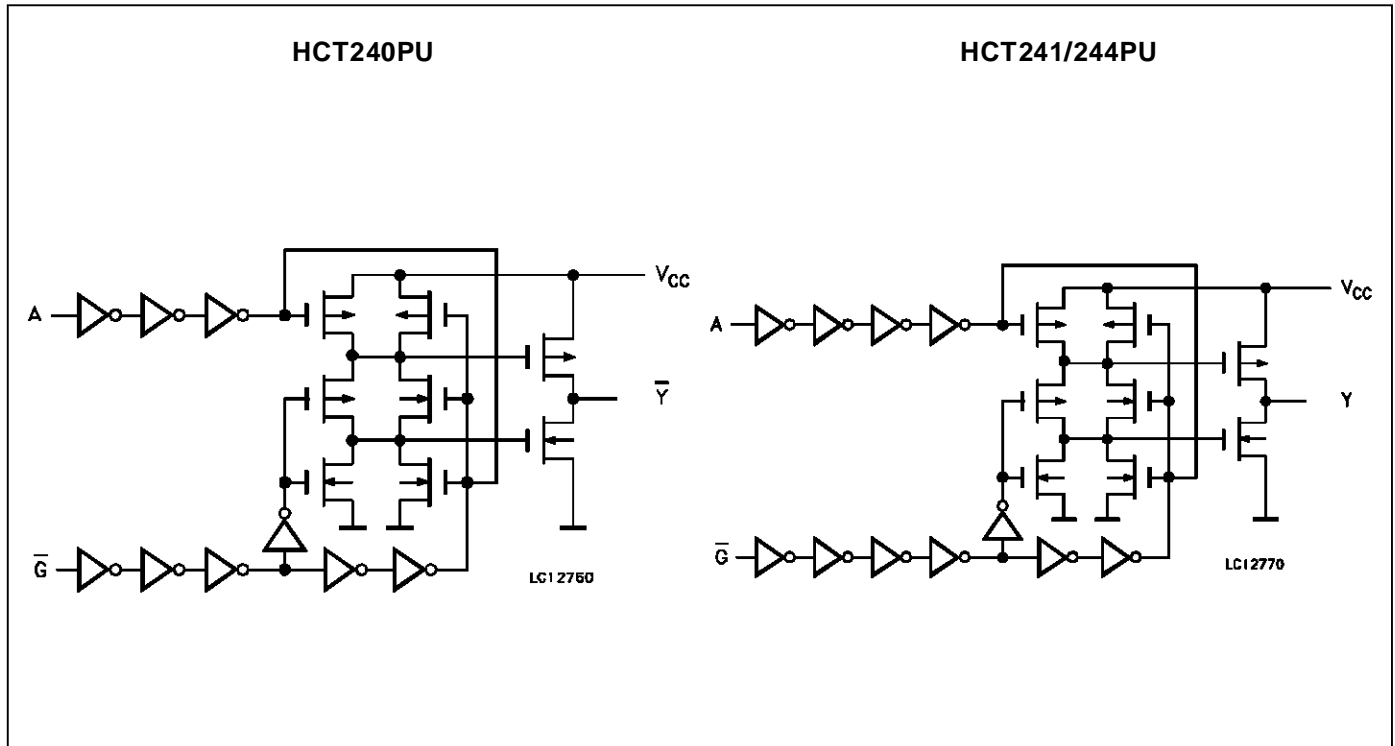 HCT240PU
HCT241/244PU
A
VCC
Y̅
G̅
LC12760
A
VCC
Y
G̅
LC12770